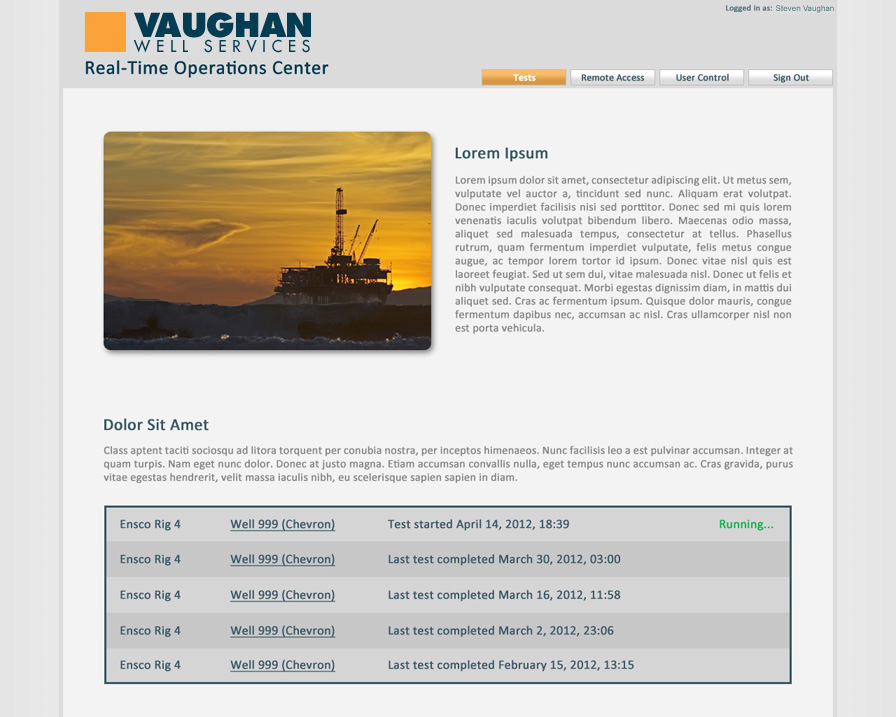 Logged in as: Steven Vaughan
VAUGHAN
WELL SERVICES
Real-Time Operations Center
Tests
Remote Access
User Control
Sign Out
Lorem Ipsum
Lorem ipsum dolor sit amet, consectetur adipiscing elit. Ut metus sem,
vulputate vel auctor a, tincidunt sed nunc. Aliquam erat volutpat.
Donec imperdiet facilisis nisi sed porttitor. Donec sed mi quis lorem
venenatis iaculis volutpat bibendum libero. Maecenas odio massa,
aliquet sed malesuada tempus, consectetur at tellus. Phasellus
rutrum, quam fermentum imperdiet vulputate, felis metus congue
augue, ac tempor lorem tortor id ipsum. Donec vitae nisl quis est
laoreet feugiat. Sed ut sem dui, vitae malesuada nisl. Donec ut felis et
nibh vulputate consequat. Morbi egestas dignissim diam, in mattis dui
aliquet sed. Cras ac fermentum ipsum. Quisque dolor mauris, congue
fermentum dapibus nec, accumsan ac nisl. Cras ullamcorper nisl non
est porta vehicula.
Dolor Sit Amet
Class aptent taciti sociosqu ad litora torquent per conubia nostra, per inceptos himenaeos. Nunc facilisis leo a est pulvinar accumsan. Integer at
quam turpis. Nam eget nunc dolor. Donec at justo magna. Etiam accumsan convallis nulla, eget tempus nunc accumsan ac. Cras gravida, purus
vitae egestas hendrerit, velit massa iaculis nibh, eu scelerisque sapien sapien in diam.
Ensco Rig 4 Well 999 (Chevron) Test started April 14, 2012, 18:39 Running...
Ensco Rig 4 Well 999 (Chevron) Last test completed March 30, 2012, 03:00
Ensco Rig 4 Well 999 (Chevron) Last test completed March 16, 2012, 11:58
Ensco Rig 4 Well 999 (Chevron) Last test completed March 2, 2012, 23:06
Ensco Rig 4 Well 999 (Chevron) Last test completed February 15, 2012, 13:15